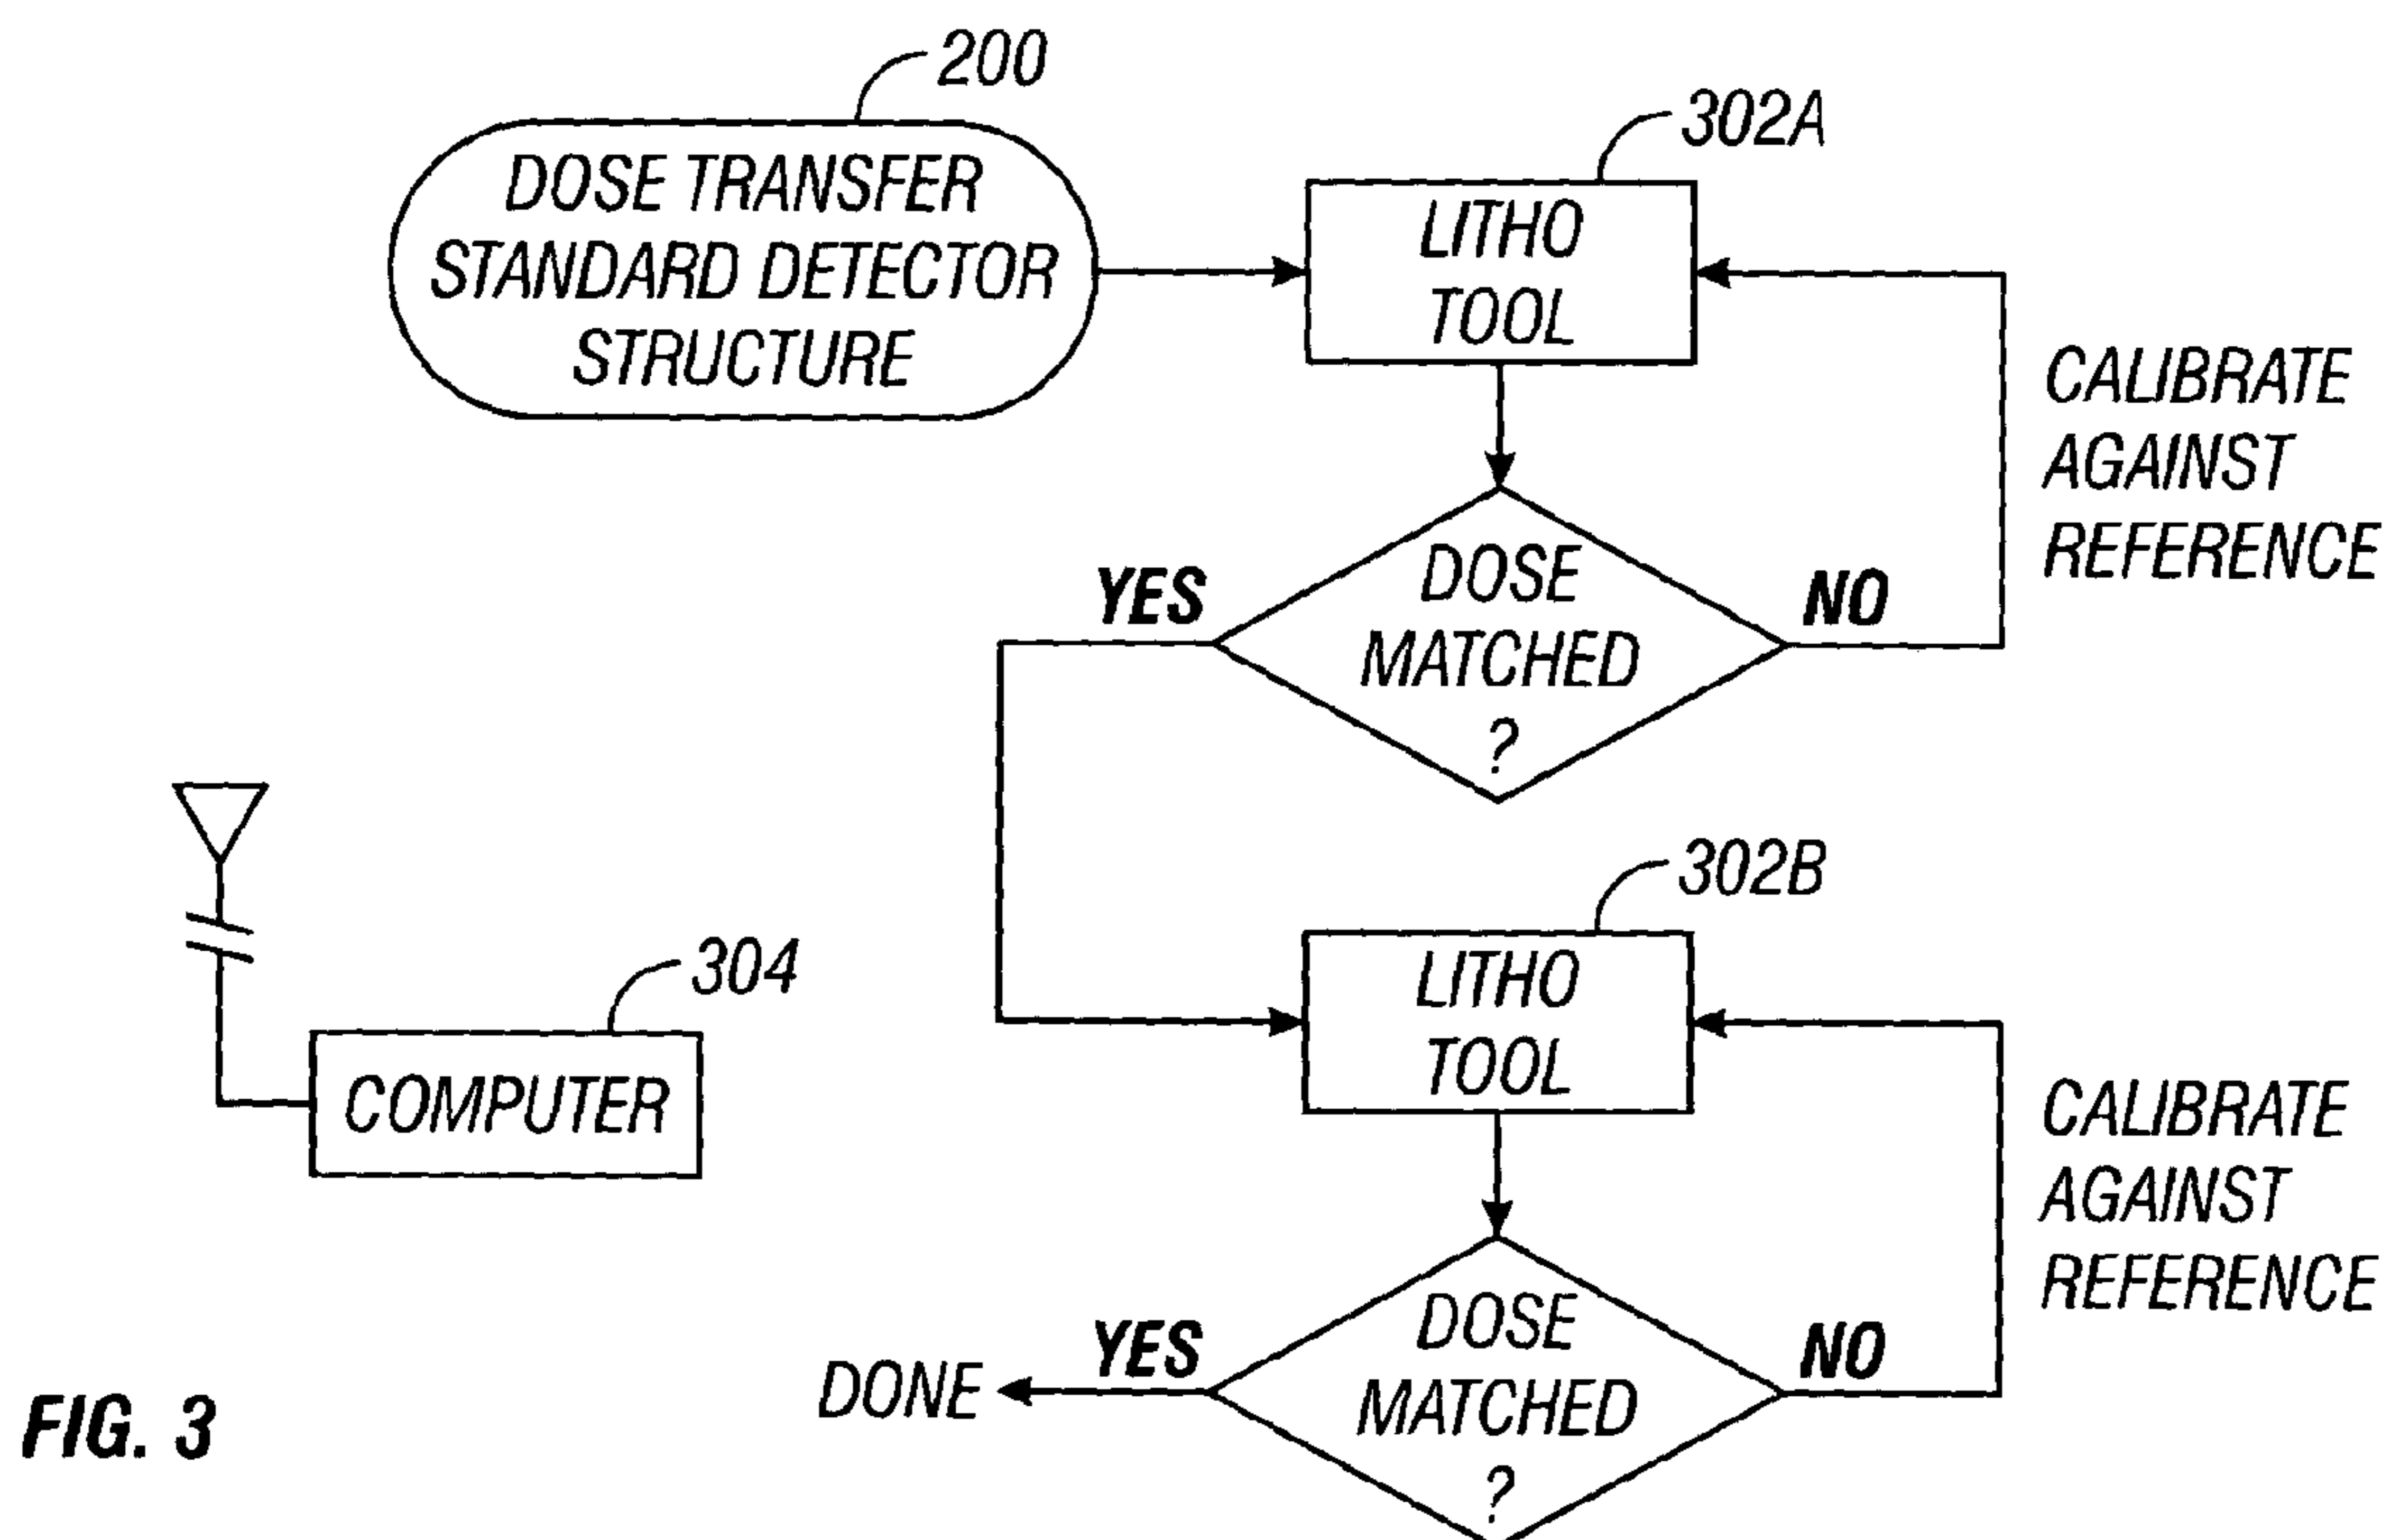 200
DOSE TRANSFER
STANDARD DETECTOR
STRUCTURE
302A
LITHO
TOOL
CALIBRATE
AGAINST
REFERENCE
DOSE
MATCHED
?
YES
NO
302B
LITHO
TOOL
304
COMPUTER
CALIBRATE
AGAINST
REFERENCE
DOSE
MATCHED
?
YES
NO
DONE
FIG. 3